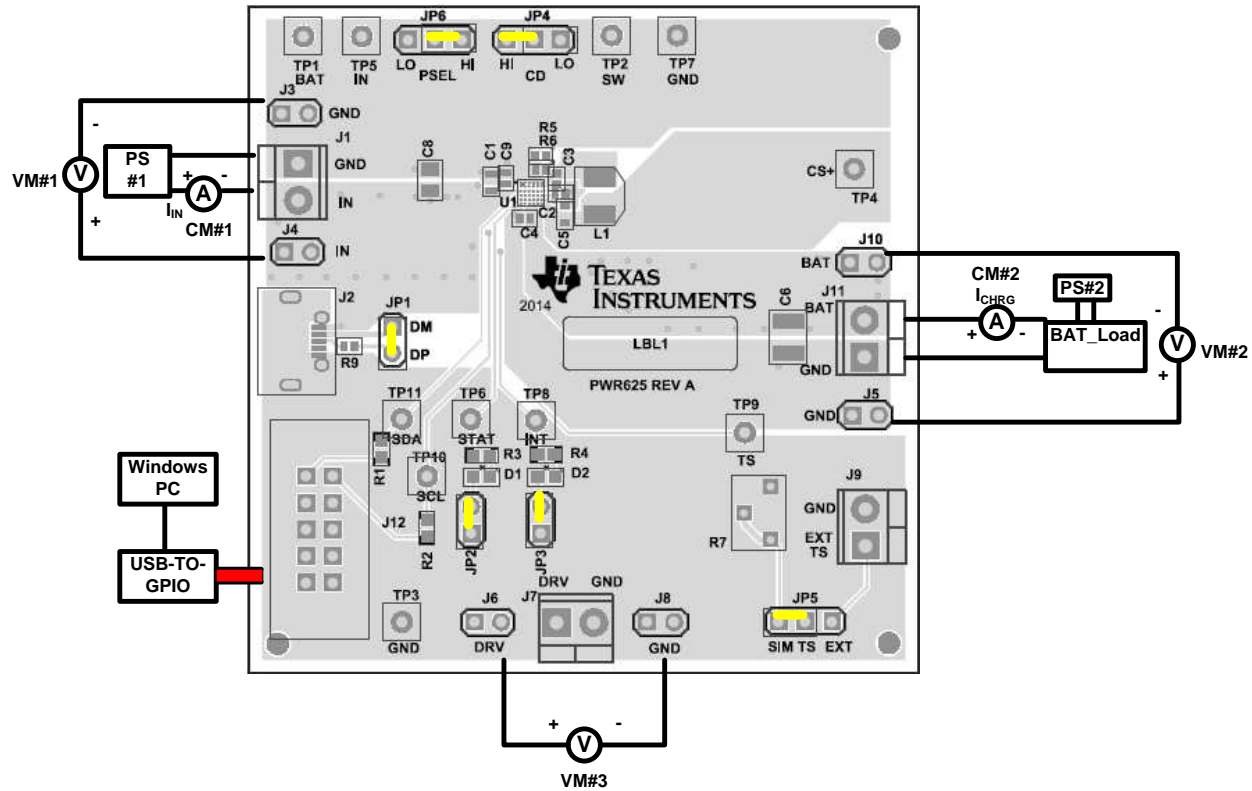 JP6
JP4
LO
HI
PSEL
HI
LO
CD
TP1
BAT
TP5
IN
TP2
SW
TP7
GND
J3
GND
J1
GND
IN
J4
IN
-
V
+
VM#1
PS
#1
+
-
A
I IN
CM#1
C8
C1
C9
R5
R6
C3
U1
C2
C4
C5
L1
CS+
TP4
TEXAS
INSTRUMENTS
2014
LBL1
PWR625 REV A
C6
J10
BAT
J11
BAT
GND
J5
GND
CM#2
I CHRG
A
+
-
PS#2
BAT_Load
-
V
+
VM#2
J2
R9
JP1
DM
DP
TP11
SDA
TP6
STAT
TP8
INT
TP9
TS
R1
TP10
SCL
R3
D1
R4
D2
J12
R2
JP2
JP3
R7
J9
GND
EXT
TS
Windows
PC
USB-TO-
GPIO
TP3
GND
J6
DRV
J7
DRV
GND
J8
GND
JP5
SIM TS EXT
+
-
V
VM#3